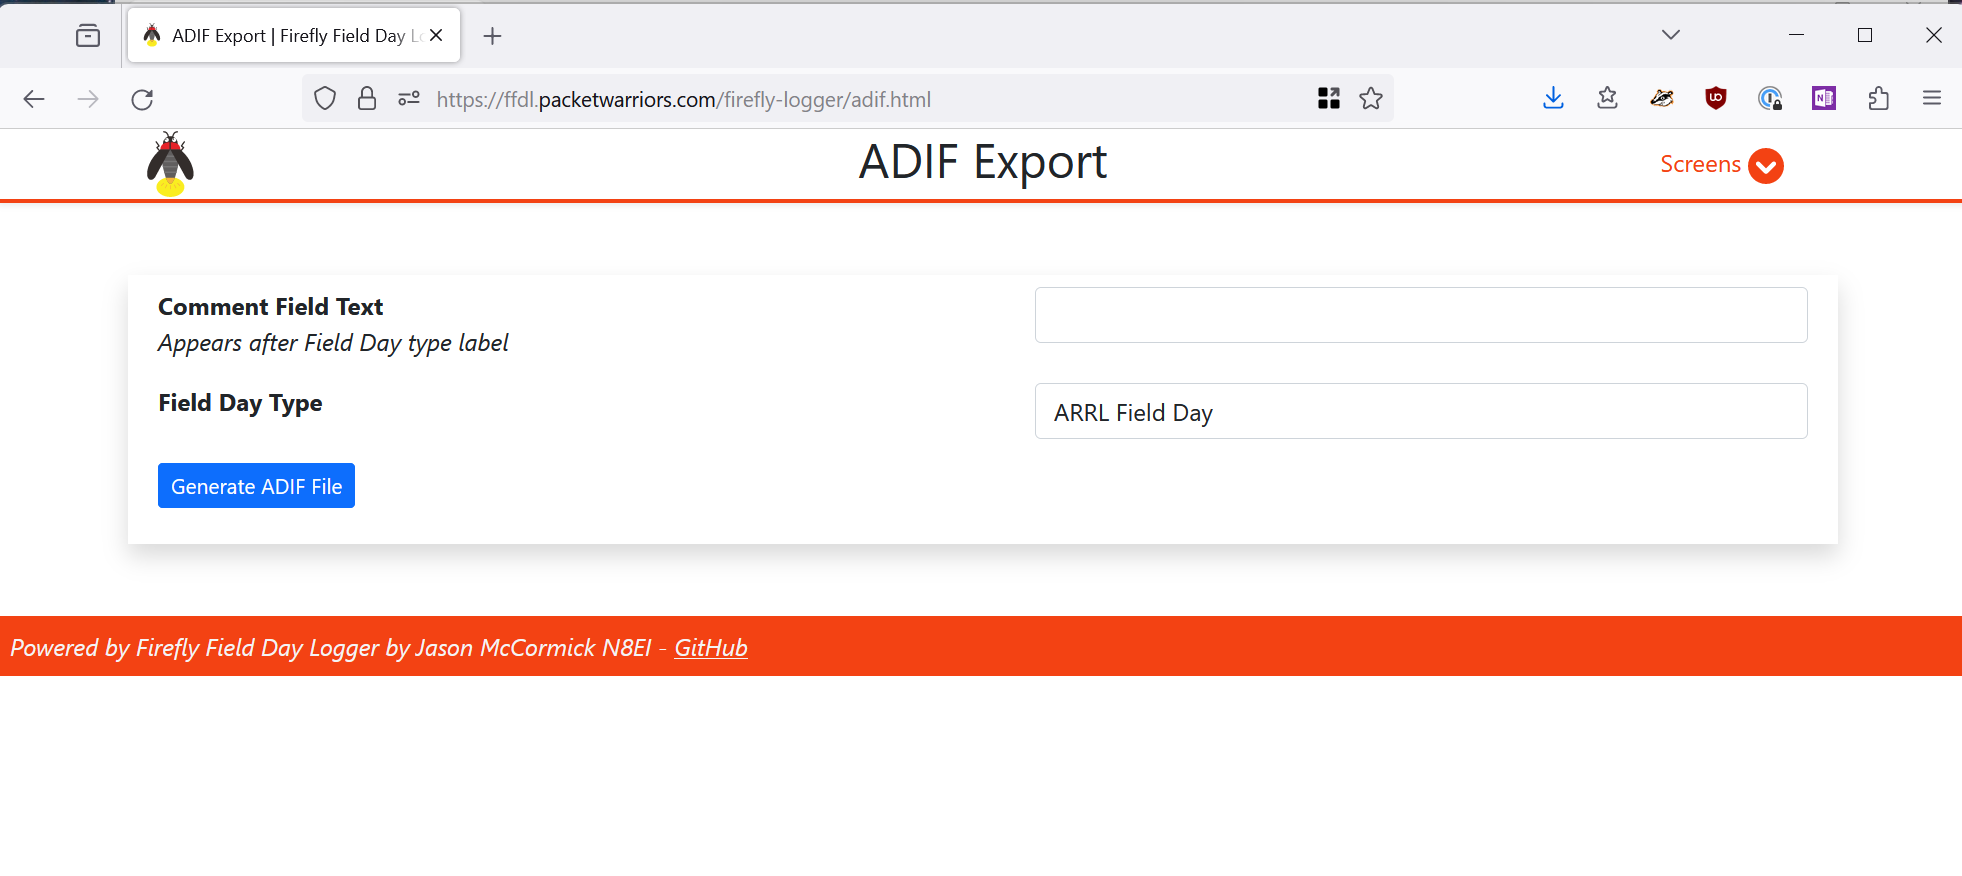 ADIF Export | Firefly Field Day L
https://ffdl.packetwarriors.com/firefly-logger/adif.html
ADIF Export
Screens
Comment Field Text
Appears after Field Day type label
Field Day Type
ARRL Field Day
Generate ADIF File
Powered by Firefly Field Day Logger by Jason McCormick N8EI - GitHub